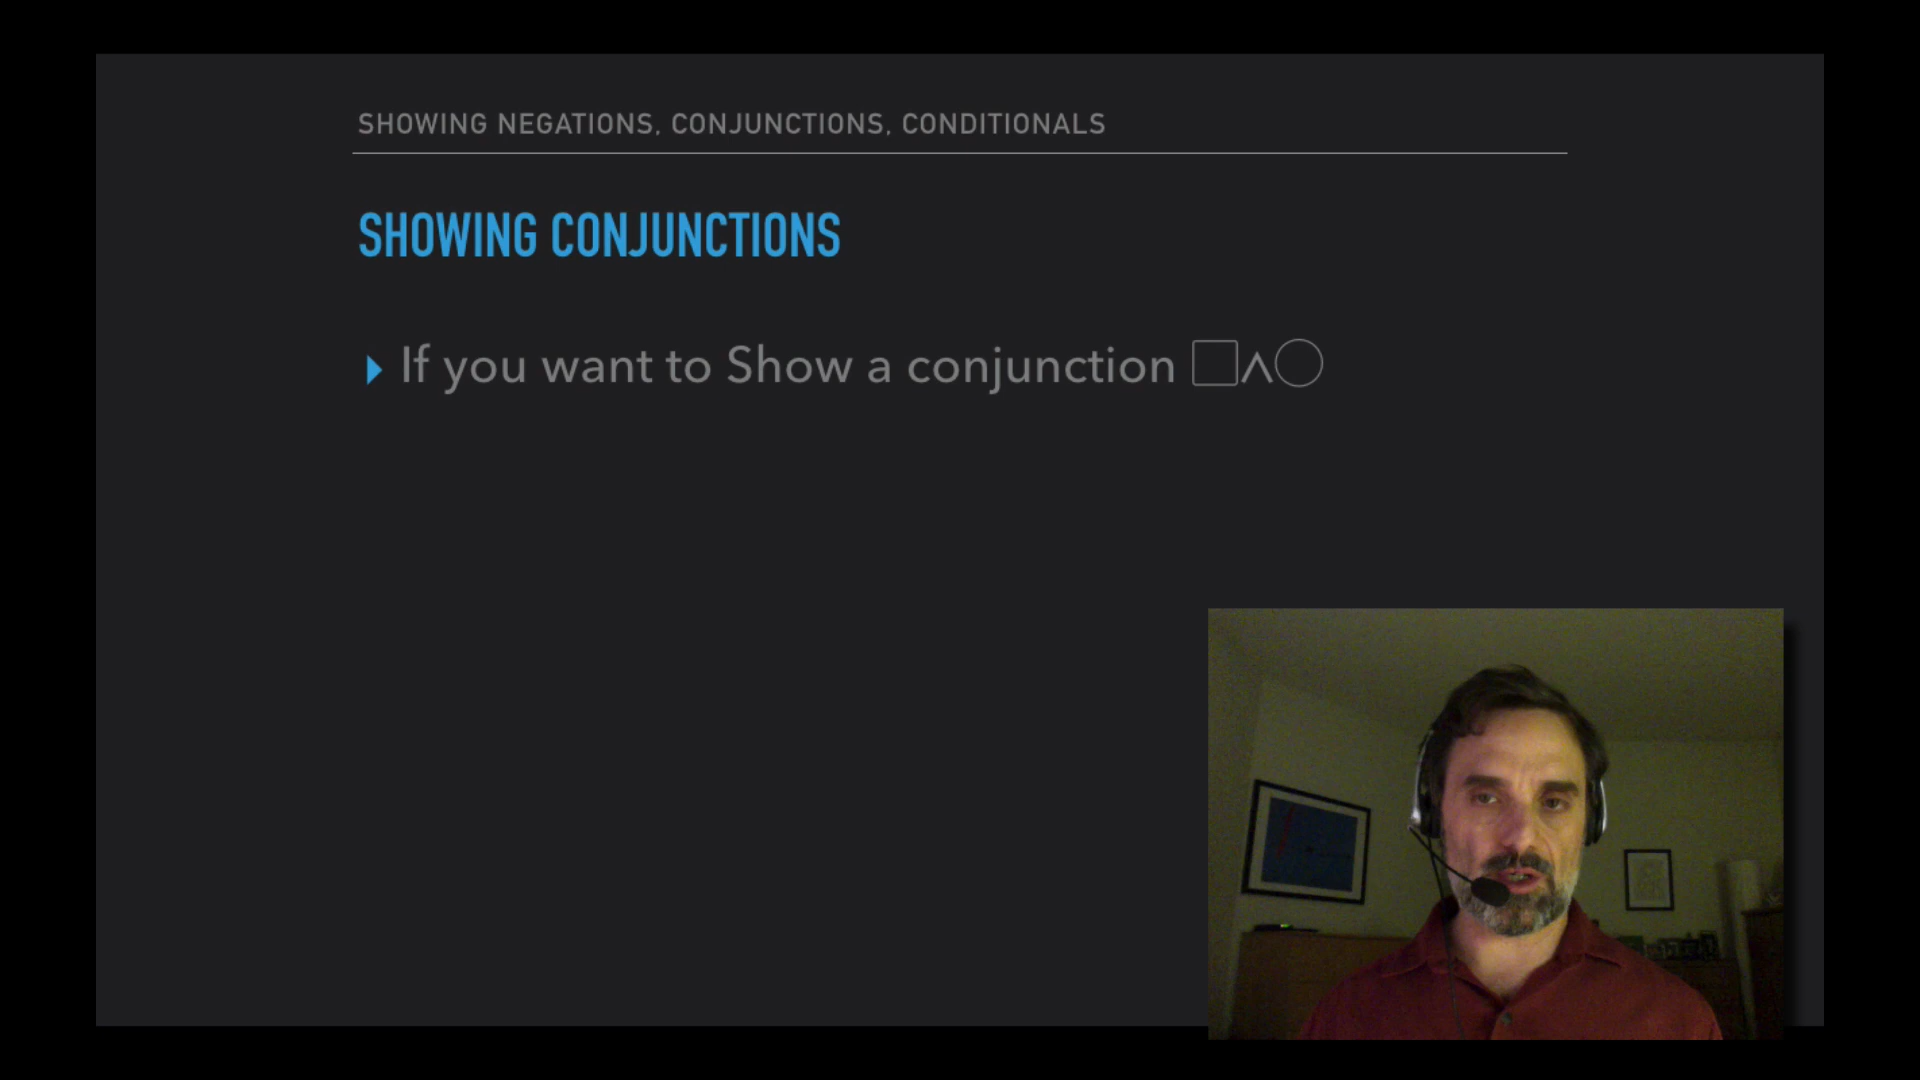 SHOWING NEGATIONS, CONJUNCTIONS, CONDITIONALS
SHOWING CONJUNCTIONS
If you want to Show a conjunction □∧○